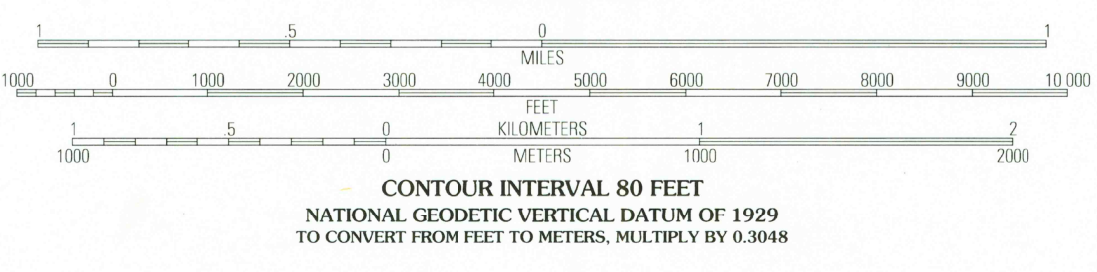 1 .5 0 1
MILES
1000 0 1000 2000 3000 4000 5000 6000 7000 8000 9000 10 000
FEET
1 .5 0 KILOMETERS 1 2
1000 0 METERS 1000 2000
CONTOUR INTERVAL 80 FEET
NATIONAL GEODETIC VERTICAL DATUM OF 1929
TO CONVERT FROM FEET TO METERS, MULTIPLY BY 0.3048